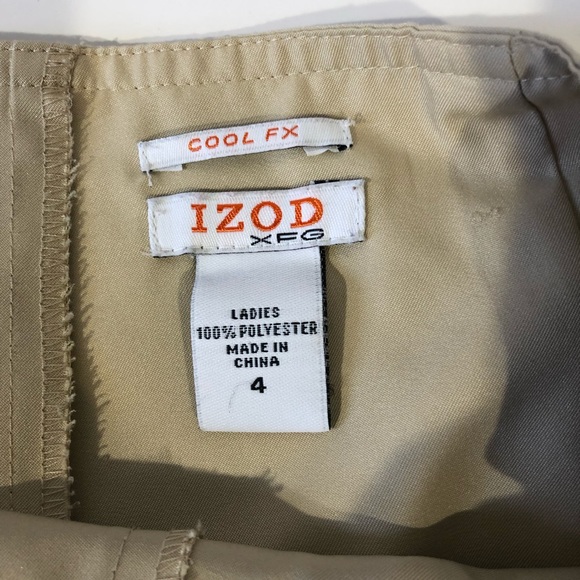 COOL FX
IZOD
XFG
LADIES
100% POLYESTER
MADE IN
CHINA
4